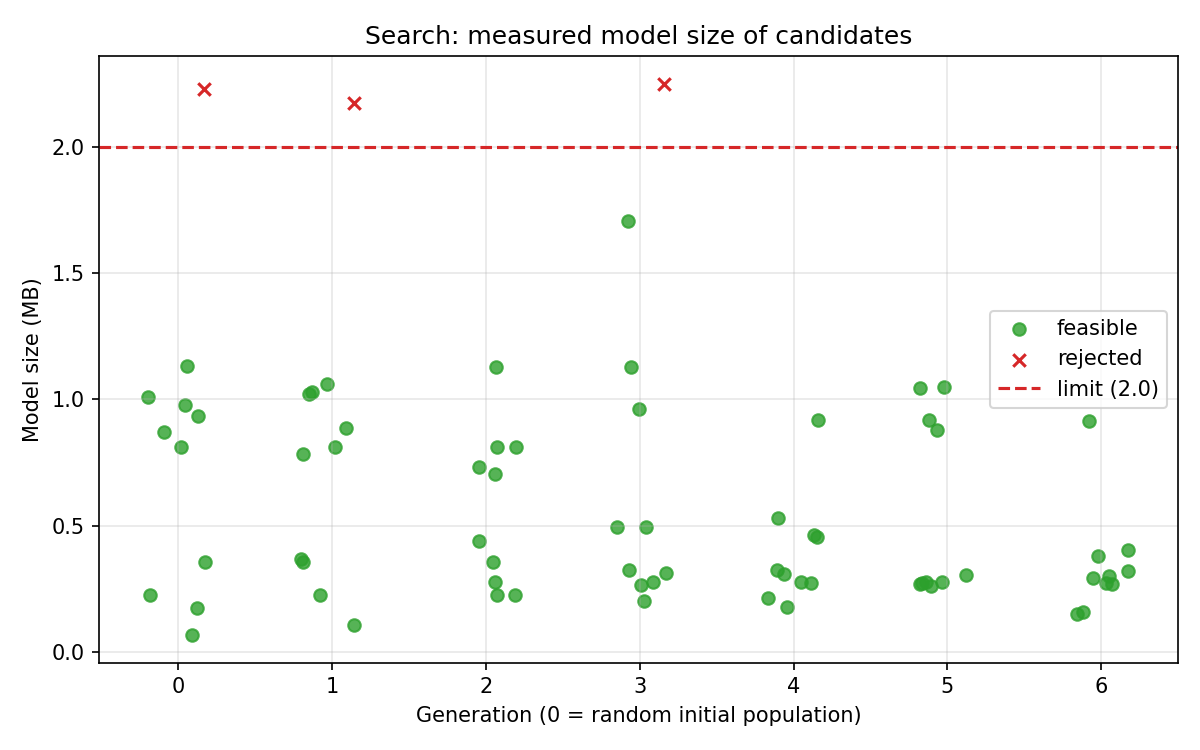 Search: measured model size of candidates
Model size (MB)
2.0
1.5
1.0
0.5
0.0
feasible
rejected
limit (2.0)
0 1 2 3 4 5 6
Generation (0 = random initial population)